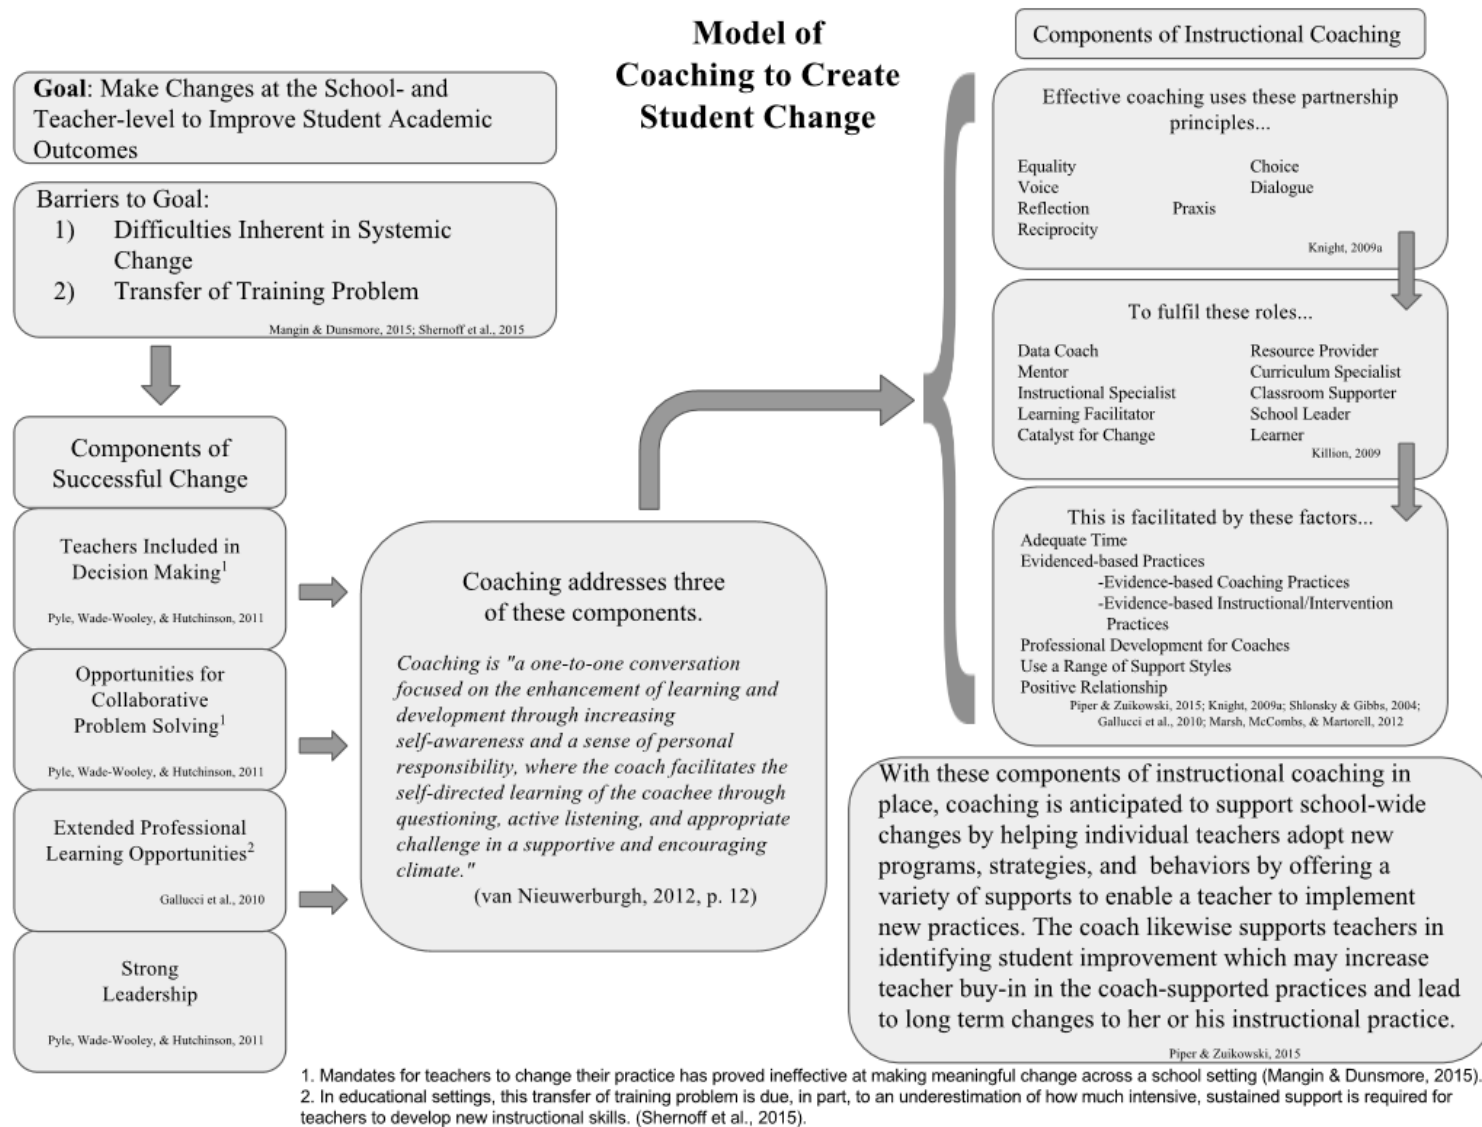 Model of
Coaching to Create
Student Change
Goal: Make Changes at the School- and
Teacher-level to Improve Student Academic
Outcomes
Barriers to Goal:
1) Difficulties Inherent in Systemic
Change
2) Transfer of Training Problem
Mangin & Dunsmore, 2015; Shernoff et al., 2015
Components of
Successful Change
Teachers Included in
Decision Making1
Pyle, Wade-Wooley, & Hutchinson, 2011
Opportunities for
Collaborative
Problem Solving1
Pyle, Wade-Wooley, & Hutchinson, 2011
Extended Professional
Learning Opportunities2
Gallucci et al., 2010
Strong
Leadership
Pyle, Wade-Wooley, & Hutchinson, 2011
Coaching addresses three
of these components.
Coaching is "a one-to-one conversation
focused on the enhancement of learning and
development through increasing
self-awareness and a sense of personal
responsibility, where the coach facilitates the
self-directed learning of the coachee through
questioning, active listening, and appropriate
challenge in a supportive and encouraging
climate."
(van Nieuwerburgh, 2012, p. 12)
Components of Instructional Coaching
Effective coaching uses these partnership
principles...
Equality Choice
Voice Dialogue
Reflection Praxis
Reciprocity
Knight, 2009a
To fulfil these roles...
Data Coach Resource Provider
Mentor Curriculum Specialist
Instructional Specialist Classroom Supporter
Learning Facilitator School Leader
Catalyst for Change Learner
Killion, 2009
This is facilitated by these factors...
Adequate Time
Evidenced-based Practices
-Evidence-based Coaching Practices
-Evidence-based Instructional/Intervention
Practices
Professional Development for Coaches
Use a Range of Support Styles
Positive Relationship
Piper & Zuikowski, 2015; Knight, 2009a; Shlonsky & Gibbs, 2004;
Gallucci et al., 2010; Marsh, McCombs, & Martorell, 2012
With these components of instructional coaching in
place, coaching is anticipated to support school-wide
changes by helping individual teachers adopt new
programs, strategies, and behaviors by offering a
variety of supports to enable a teacher to implement
new practices. The coach likewise supports teachers in
identifying student improvement which may increase
teacher buy-in in the coach-supported practices and lead
to long term changes to her or his instructional practice.
Piper & Zuikowski, 2015
1. Mandates for teachers to change their practice has proved ineffective at making meaningful change across a school setting (Mangin & Dunsmore, 2015).
2. In educational settings, this transfer of training problem is due, in part, to an underestimation of how much intensive, sustained support is required for
teachers to develop new instructional skills. (Shernoff et al., 2015).